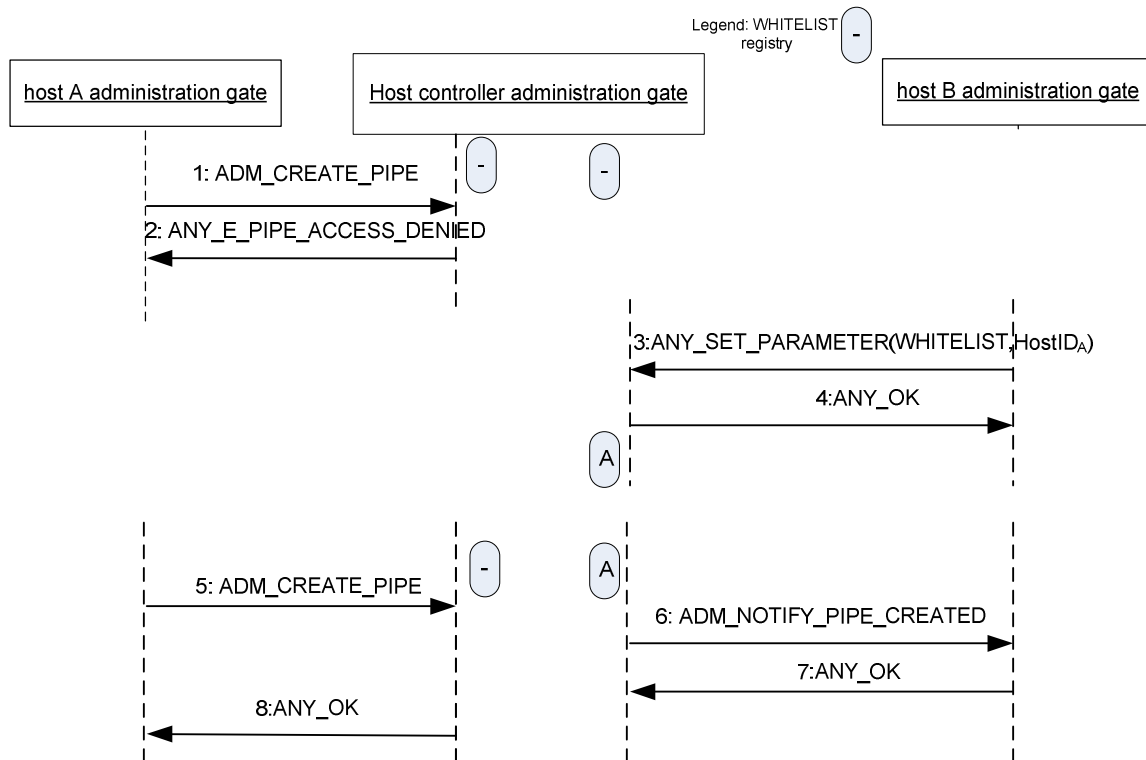 Legend: WHITELIST
registry
-
host A administration gate
Host controller administration gate
host B administration gate
-
-
1: ADM_CREATE_PIPE
2: ANY_E_PIPE_ACCESS_DENIED
3:ANY_SET_PARAMETER(WHITELIST,HostIDA)
4:ANY_OK
A
-
A
5: ADM_CREATE_PIPE
6: ADM_NOTIFY_PIPE_CREATED
7:ANY_OK
8:ANY_OK